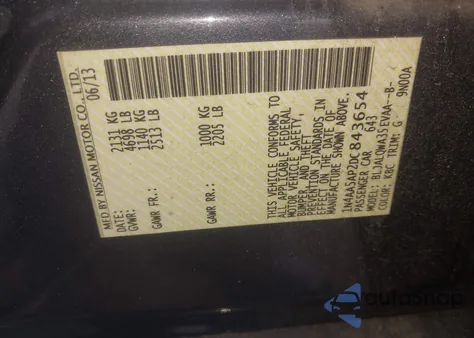 MFD BY NISSAN MOTOR CO., LTD.
DATE: 06/13
GVWR: 2131 KG
4698 LB
GAWR FR.: 1140 KG
2513 LB
GAWR RR.: 1000 KG
2205 LB
THIS VEHICLE CONFORMS TO
ALL APPLICABLE FEDERAL
MOTOR VEHICLE SAFETY,
BUMPER, AND THEFT
PREVENTION STANDARDS IN
EFFECT ON THE DATE OF
MANUFACTURE SHOWN ABOVE.
1N4AA5AP7DC843654
PASSENGER CAR 643
MODEL: BLJALLWA35EVAA--B-
COLOR: KBC TRIM: G 9N00A
autoSnap